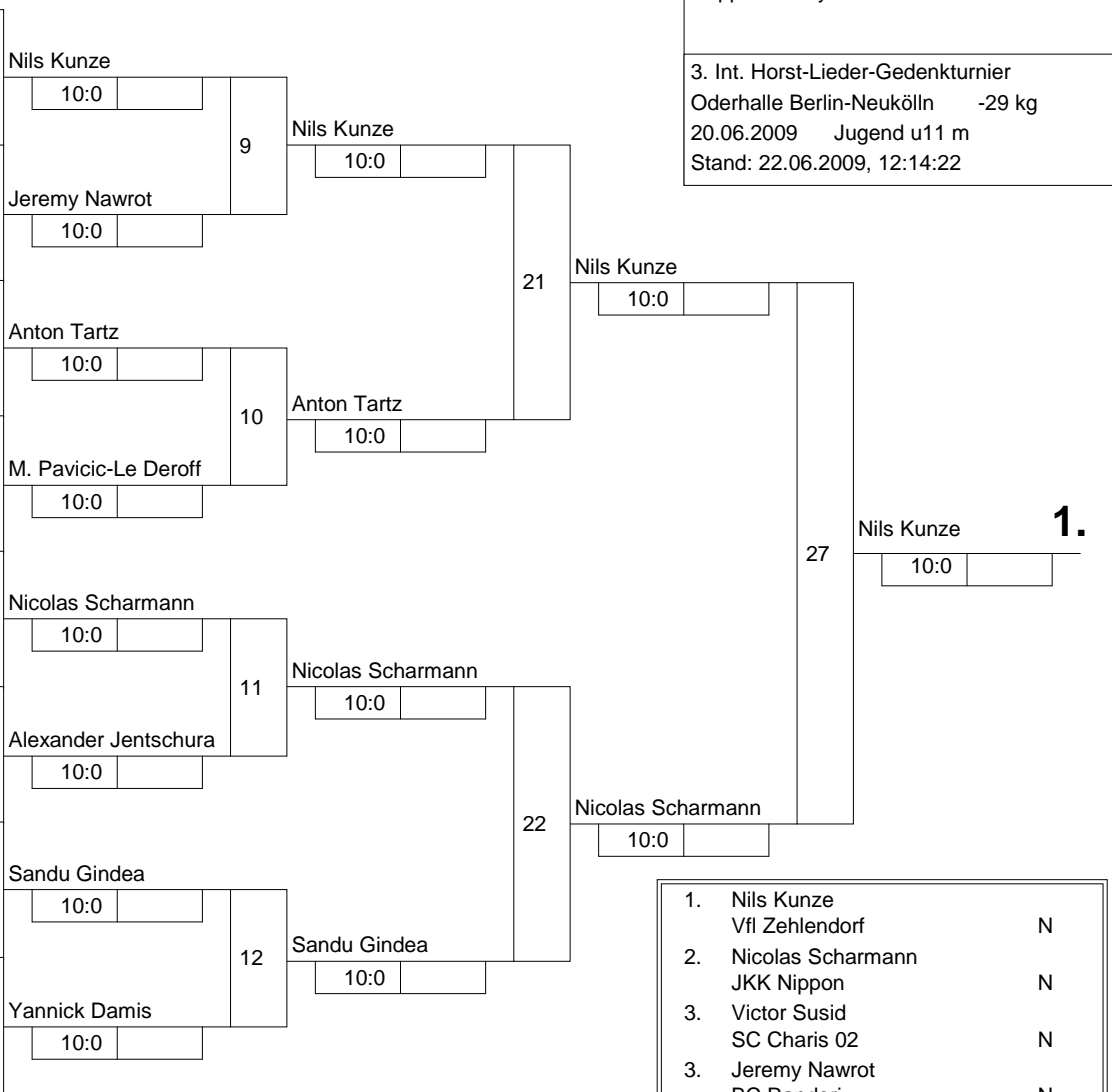 3. Int. Horst-Lieder-Gedenkturnier
Oderhalle Berlin-Neukölln -29 kg
20.06.2009 Jugend u11 m
Stand: 22.06.2009, 12:14:22
Nils Kunze
10:0
9
Jeremy Nawrot
10:0
Nils Kunze
10:0
21
Anton Tartz
10:0
10
M. Pavicic-Le Deroff
10:0
Anton Tartz
10:0
Nils Kunze
10:0
27
Nils Kunze 1.
10:0
Nicolas Scharmann
10:0
11
Alexander Jentschura
10:0
Nicolas Scharmann
10:0
22
Sandu Gindea
10:0
12
Yannick Damis
10:0
Sandu Gindea
10:0
Nicolas Scharmann
10:0
1. Nils Kunze
Vfl Zehlendorf N
2. Nicolas Scharmann
JKK Nippon N
3. Victor Susid
SC Charis 02 N
3. Jeremy Nawrot